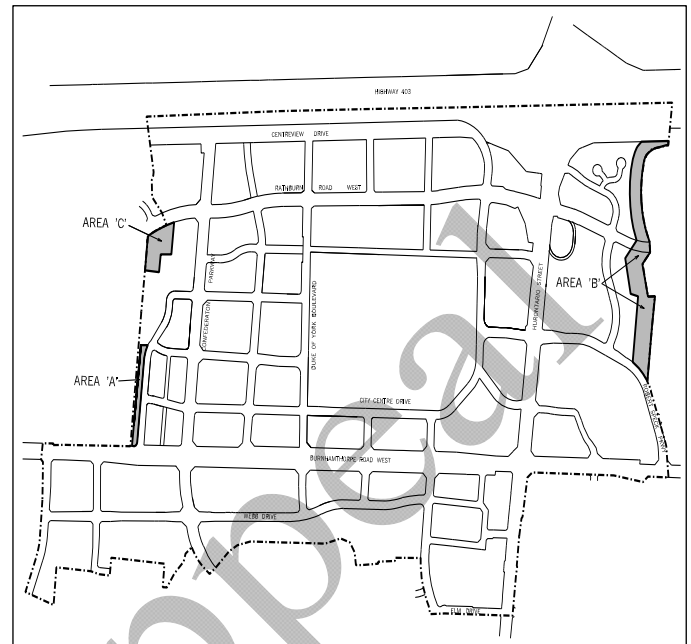 HIGHWAY 403
CENTREVIEW DRIVE
RATHBURN ROAD WEST
AREA 'C'
PARKWAY
CONFEDERATION
DUKE OF YORK BOULEVARD
HURONTARIO STREET
AREA 'B'
AREA 'A'
CITY CENTRE DRIVE
BURNHAMTHORPE ROAD WEST
WEBB DRIVE
ELM DRIVE
ppeal